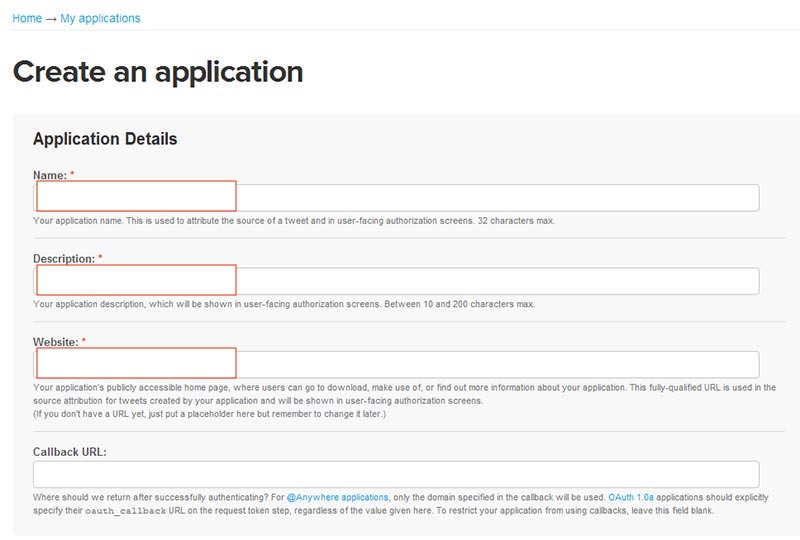 Home → My applications
Create an application
Application Details
Name: *
Your application name. This is used to attribute the source of a tweet and in user-facing authorization screens. 32 characters max.
Description: *
Your application description, which will be shown in user-facing authorization screens. Between 10 and 200 characters max.
Website: *
Your application's publicly accessible home page, where users can go to download, make use of, or find out more information about your application. This fully-qualified URL is used in the
source attribution for tweets created by your application and will be shown in user-facing authorization screens.
(If you don't have a URL yet, just put a placeholder here but remember to change it later.)
Callback URL:
Where should we return after successfully authenticating? For @Anywhere applications, only the domain specified in the callback will be used. OAuth 1.0a applications should explicitly
specify their oauth_callback URL on the request token step, regardless of the value given here. To restrict your application from using callbacks, leave this field blank.